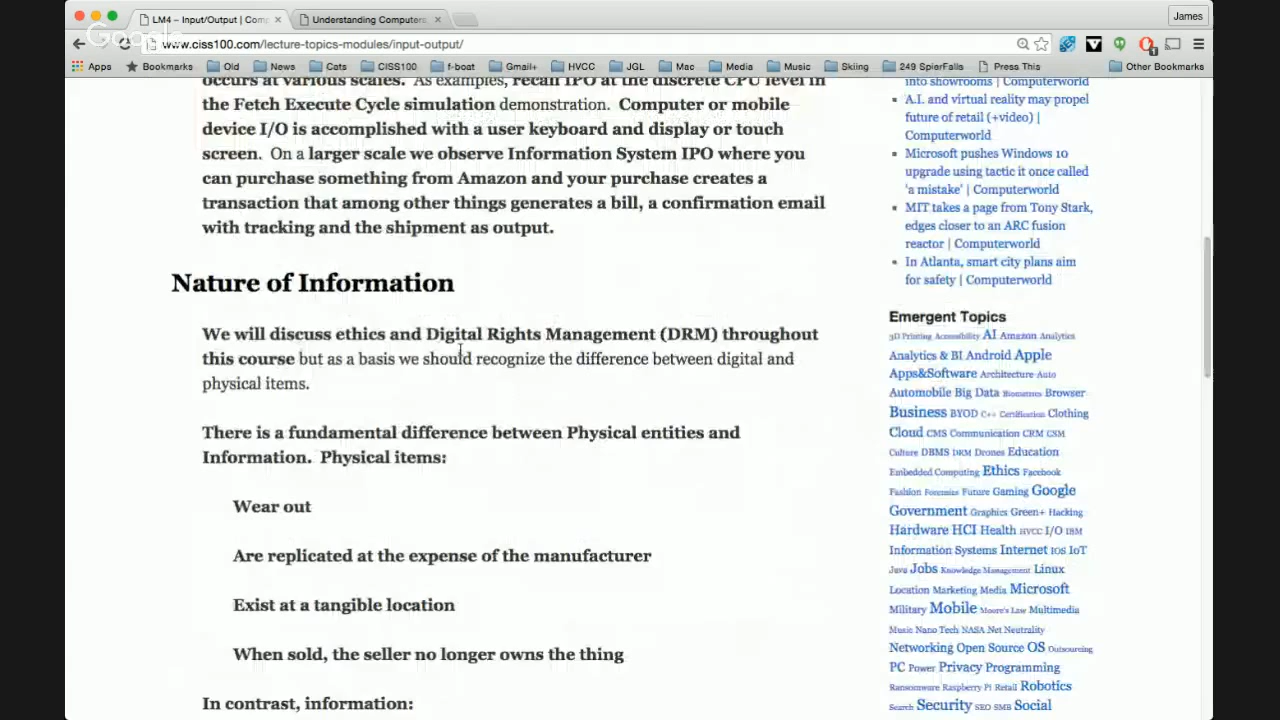 LM4 – Input/Output | Com
Understanding Computers
James
Google
www.ciss100.com/lecture-topics-modules/input-output/
Apps Bookmarks Old News Cats CISS100 f-boat Gmail+ HVCC JGL Mac Media Music Skiing 249 SpierFalls Press This Other Bookmarks
occurs at various scales. As examples, recall IPO at the discrete CPU level in
the Fetch Execute Cycle simulation demonstration. Computer or mobile
device I/O is accomplished with a user keyboard and display or touch
screen. On a larger scale we observe Information System IPO where you
can purchase something from Amazon and your purchase creates a
transaction that among other things generates a bill, a confirmation email
with tracking and the shipment as output.
Nature of Information
We will discuss ethics and Digital Rights Management (DRM) throughout
this course but as a basis we should recognize the difference between digital and
physical items.
There is a fundamental difference between Physical entities and
Information. Physical items:
Wear out
Are replicated at the expense of the manufacturer
Exist at a tangible location
When sold, the seller no longer owns the thing
In contrast, information:
into showrooms | Computerworld
A.I. and virtual reality may propel
future of retail (+video) |
Computerworld
Microsoft pushes Windows 10
upgrade using tactic it once called
'a mistake' | Computerworld
MIT takes a page from Tony Stark,
edges closer to an ARC fusion
reactor | Computerworld
In Atlanta, smart city plans aim
for safety | Computerworld
Emergent Topics
3D Printing Accessibility AI Amazon Analytics
Analytics & BI Android Apple
Apps&Software Architecture Auto
Automobile Big Data Biometrics Browser
Business BYOD C++ Certification Clothing
Cloud CMS Communication CRM CSM
Culture DBMS DRM Drones Education
Embedded Computing Ethics Facebook
Fashion Forensics Future Gaming Google
Government Graphics Green+ Hacking
Hardware HCI Health HVCC I/O IBM
Information Systems Internet IOS IoT
Java Jobs Knowledge Management Linux
Location Marketing Media Microsoft
Military Mobile Moore's Law Multimedia
Music Nano Tech NASA Net Neutrality
Networking Open Source OS Outsourcing
PC Power Privacy Programming
Ransomware Raspberry Pi Retail Robotics
Search Security SEO SMB Social